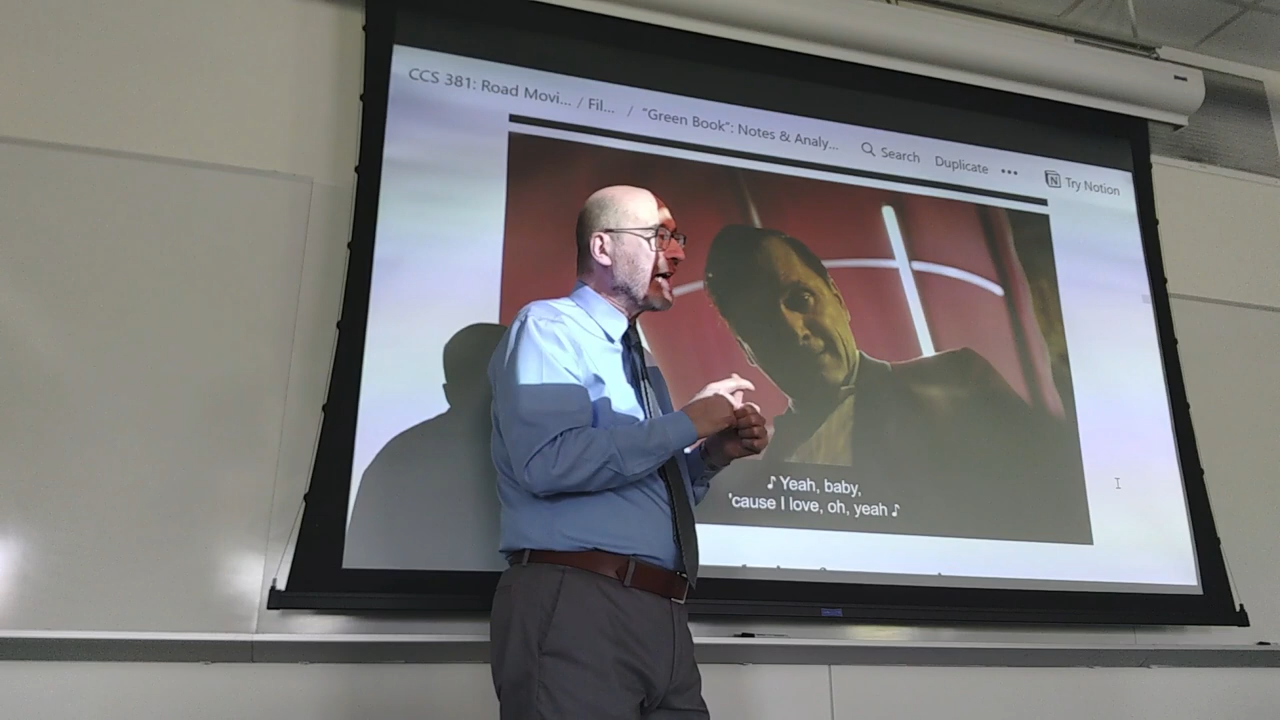 CCS 381: Road Movi... / Fil... / "Green Book": Notes & Analy... Search Duplicate ••• Try Notion
♪ Yeah, baby,
'cause I love, oh, yeah ♪